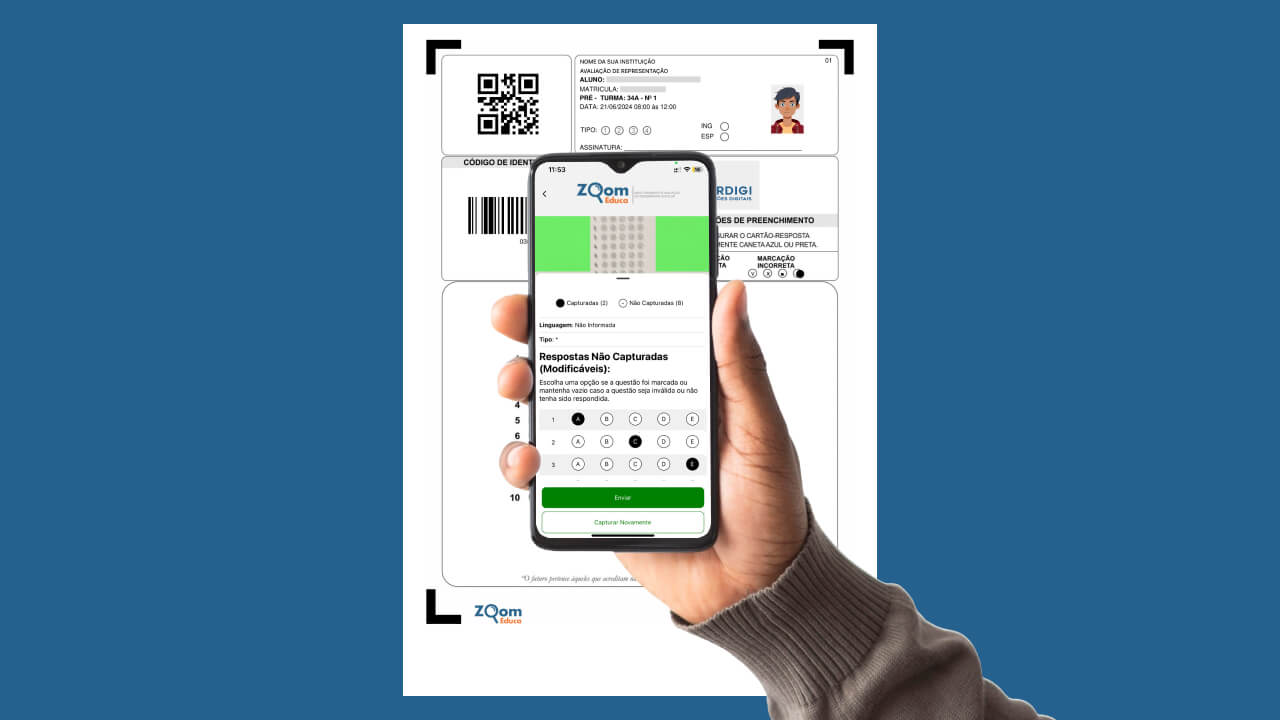 NOME DA SUA INSTITUIÇÃO
01
AVALIAÇÃO DE REPRESENTAÇÃO
ALUNO:
MATRICULA:
PRÉ - TURMA: 34A - Nº 1
DATA: 21/06/2024 08:00 às 12:00
TIPO: 1 2 3 4
ING
ESP
ASSINATURA:
CÓDIGO DE IDENT
RDIGI
ÕES DIGITAIS
ÕES DE PREENCHIMENTO
SURAR O CARTÃO-RESPOSTA
MENTE CANETA AZUL OU PRETA.
ÇÃO
TA
MARCAÇÃO
INCORRETA
4
5
6
10
11:53
ZOom
Educa
Capturadas (2)
Não Capturadas (8)
Linguagem: Não Informada
Tipo: *
Respostas Não Capturadas
(Modificáveis):
Escolha uma opção se a questão foi marcada ou
mantenha vazio caso a questão seja inválida ou não
tenha sido respondida.
1 A B C D E
2 A B C D E
3 A B C D E
Enviar
Capturar Novamente
"O futuro pertence àqueles que acreditam
ZOom
Educa